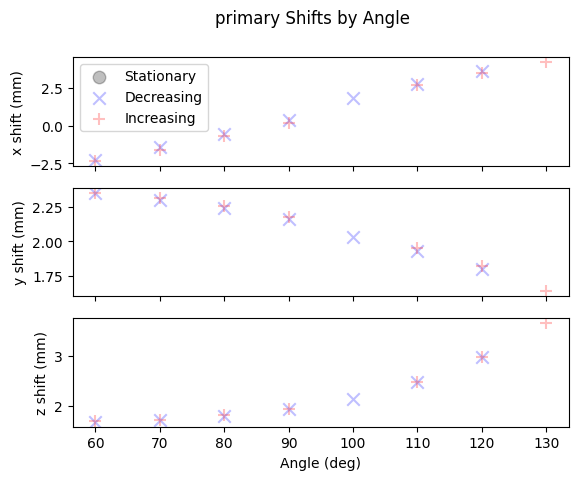 primary Shifts by Angle
Stationary
Decreasing
Increasing
x shift (mm)
2.5
0.0
−2.5
y shift (mm)
2.25
2.00
1.75
z shift (mm)
3
2
60 70 80 90 100 110 120 130
Angle (deg)